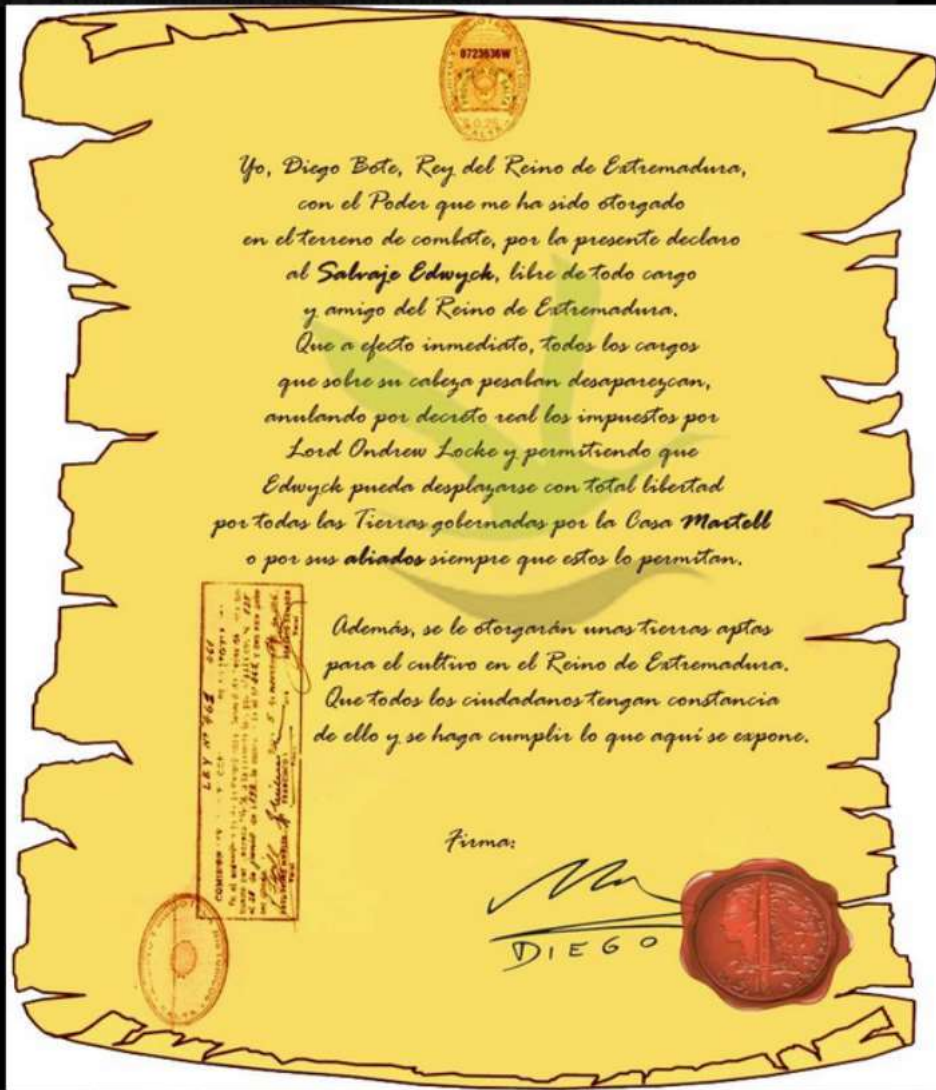 0723636W
SALTA
Yo, Diego Bote, Rey del Reino de Extremadura,
con el Poder que me ha sido otorgado
en el terreno de combate, por la presente declaro
al Salvaje Edwyck, libre de todo cargo
y amigo del Reino de Extremadura.
Que a efecto inmediato, todos los cargos
que sobre su cabeza pesaban desaparezcan,
anulando por decreto real los impuestos por
Lord Ondrew Locke y permitiendo que
Edwyck pueda desplazarse con total libertad
por todas las Tierras gobernadas por la Casa Martell
o por sus aliados siempre que estos lo permitan.
Además, se le otorgarán unas tierras aptas
para el cultivo en el Reino de Extremadura.
Que todos los ciudadanos tengan constancia
de ello y se haga cumplir lo que aquí se expone.
LEY Nº
COMISION
Firma:
DIEGO